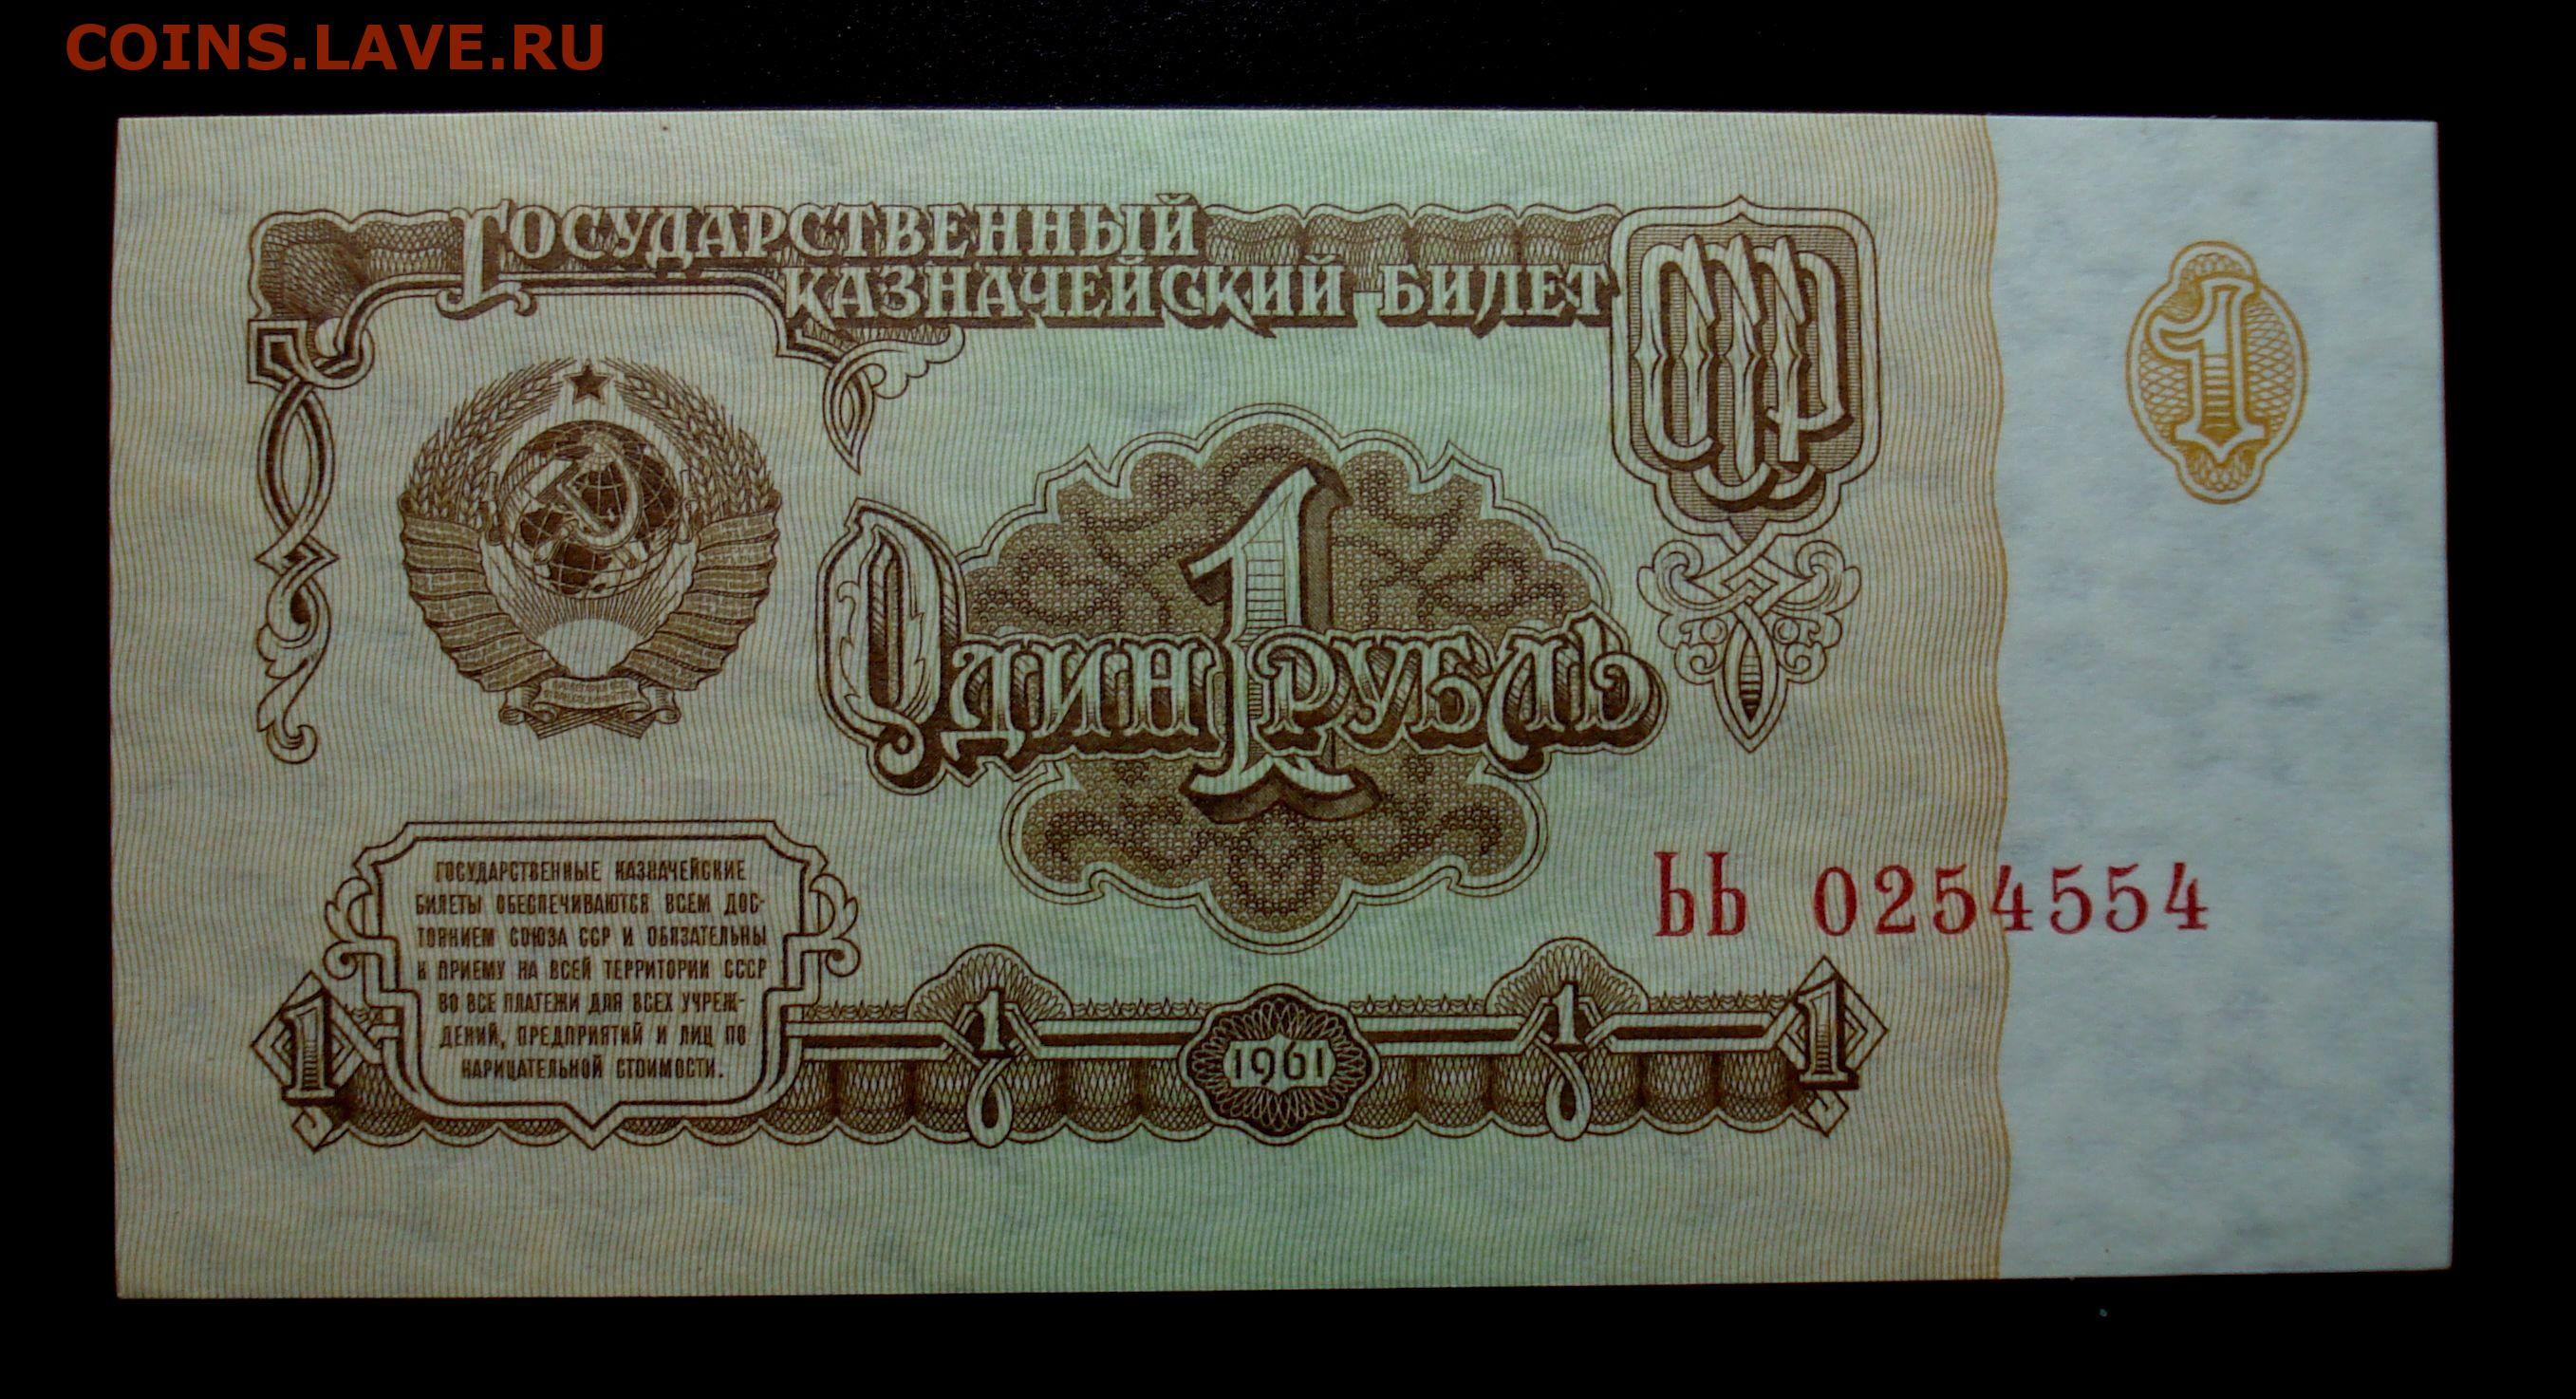 COINS.LAVE.RU
ГОСУДАРСТВЕННЫЙ
КАЗНАЧЕЙСКИЙ БИЛЕТ
СССР
1
1
ОДИН РУБЛЬ
ЬЬ 0254554
ГОСУДАРСТВЕННЫЕ КАЗНАЧЕЙСКИЕ
БИЛЕТЫ ОБЕСПЕЧИВАЮТСЯ ВСЕМ ДОС-
ТОЯНИЕМ СОЮЗА ССР И ОБЯЗАТЕЛЬНЫ
К ПРИЕМУ НА ВСЕЙ ТЕРРИТОРИИ СССР
ВО ВСЕ ПЛАТЕЖИ ДЛЯ ВСЕХ УЧРЕЖ-
ДЕНИЙ, ПРЕДПРИЯТИЙ И ЛИЦ ПО
НАРИЦАТЕЛЬНОЙ СТОИМОСТИ.
1 1 1961 1 1